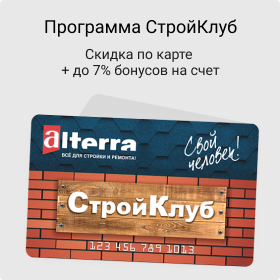 Программа СтройКлуб
Скидка по карте
+ до 7% бонусов на счет
alterra
ВСЁ ДЛЯ СТРОЙКИ И РЕМОНТА!
Свой
человек!
СтройКлуб
123 456 789 1013